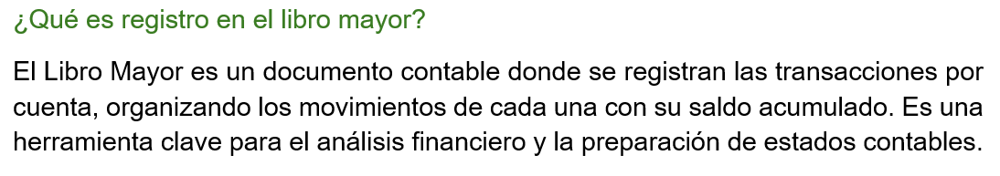 ¿Qué es registro en el libro mayor?
El Libro Mayor es un documento contable donde se registran las transacciones por
cuenta, organizando los movimientos de cada una con su saldo acumulado. Es una
herramienta clave para el análisis financiero y la preparación de estados contables.